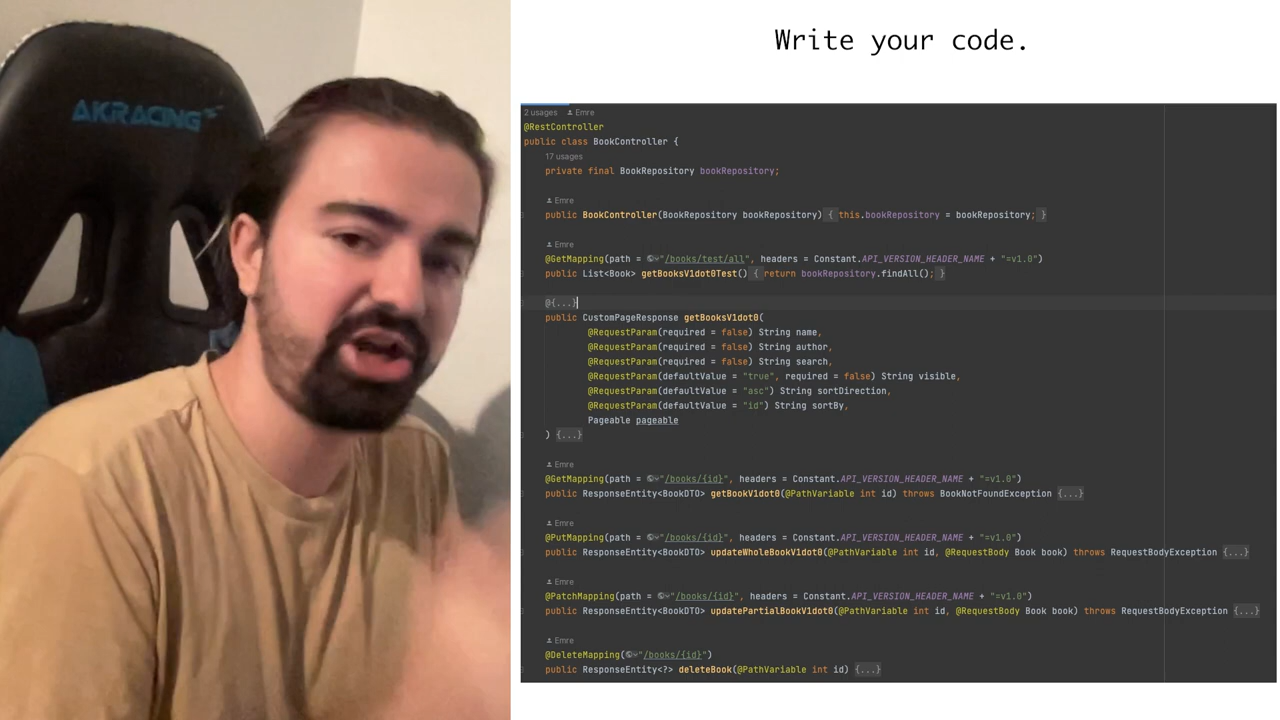 AKRACING
Write your code.
2 usages Emre
@RestController
public class BookController {
17 usages
private final BookRepository bookRepository;
Emre
public BookController(BookRepository bookRepository) { this.bookRepository = bookRepository; }
Emre
@GetMapping(path = "/books/test/all", headers = Constant.API_VERSION_HEADER_NAME + "=v1.0")
public List<Book> getBooksV1dot0Test() { return bookRepository.findAll(); }
@{...}
public CustomPageResponse getBooksV1dot0(
@RequestParam(required = false) String name,
@RequestParam(required = false) String author,
@RequestParam(required = false) String search,
@RequestParam(defaultValue = "true", required = false) String visible,
@RequestParam(defaultValue = "asc") String sortDirection,
@RequestParam(defaultValue = "id") String sortBy,
Pageable pageable
) {...}
Emre
@GetMapping(path = "/books/{id}", headers = Constant.API_VERSION_HEADER_NAME + "=v1.0")
public ResponseEntity<BookDTO> getBookV1dot0(@PathVariable int id) throws BookNotFoundException {...}
Emre
@PutMapping(path = "/books/{id}", headers = Constant.API_VERSION_HEADER_NAME + "=v1.0")
public ResponseEntity<BookDTO> updateWholeBookV1dot0(@PathVariable int id, @RequestBody Book book) throws RequestBodyException {...}
Emre
@PatchMapping(path = "/books/{id}", headers = Constant.API_VERSION_HEADER_NAME + "=v1.0")
public ResponseEntity<BookDTO> updatePartialBookV1dot0(@PathVariable int id, @RequestBody Book book) throws RequestBodyException {...}
Emre
@DeleteMapping("/books/{id}")
public ResponseEntity<?> deleteBook(@PathVariable int id) {...}